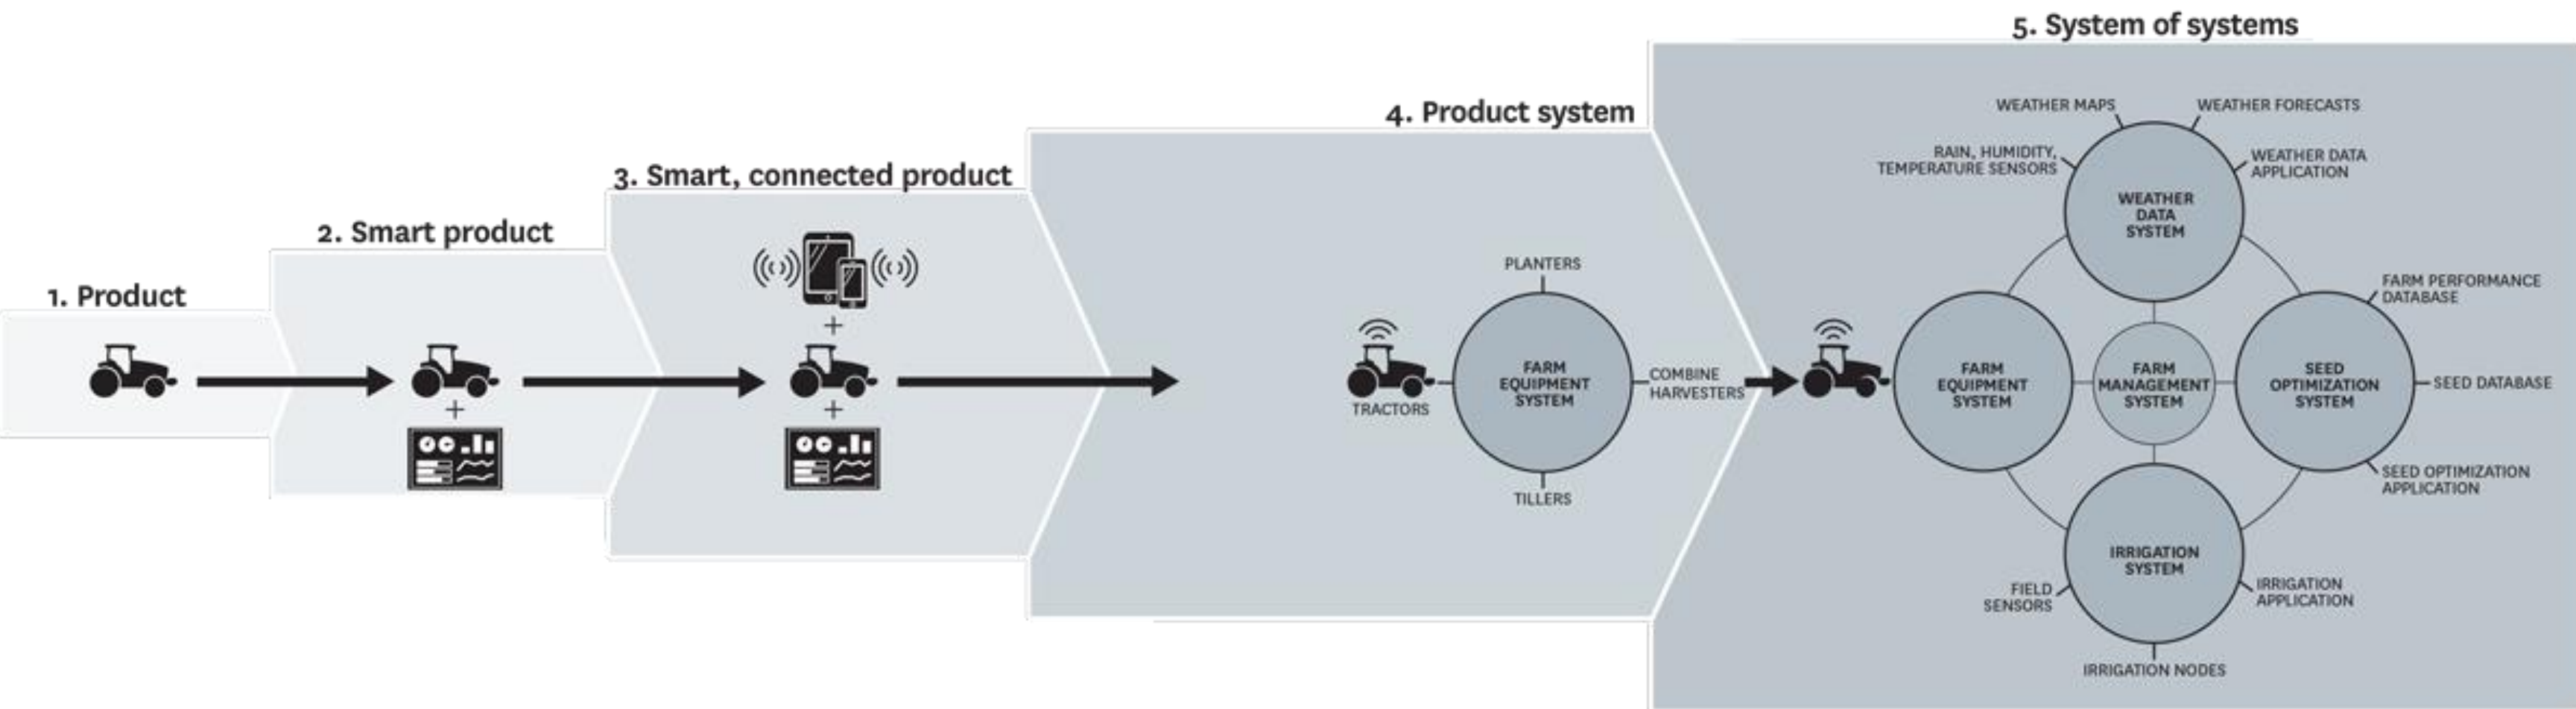 1. Product
2. Smart product
+
3. Smart, connected product
+
+
4. Product system
PLANTERS
TRACTORS
FARM
EQUIPMENT
SYSTEM
COMBINE
HARVESTERS
TILLERS
5. System of systems
WEATHER MAPS
WEATHER FORECASTS
RAIN, HUMIDITY,
TEMPERATURE SENSORS
WEATHER DATA
APPLICATION
WEATHER
DATA
SYSTEM
FARM
EQUIPMENT
SYSTEM
FARM
MANAGEMENT
SYSTEM
SEED
OPTIMIZATION
SYSTEM
FARM PERFORMANCE
DATABASE
SEED DATABASE
SEED OPTIMIZATION
APPLICATION
IRRIGATION
SYSTEM
FIELD
SENSORS
IRRIGATION
APPLICATION
IRRIGATION NODES